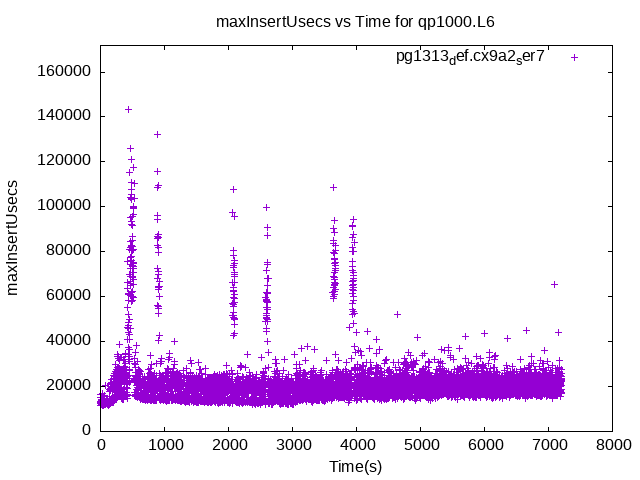 maxInsertUsecs vs Time for qp1000.L6
pg1313def.cx9a2ser7
160000
140000
120000
100000
80000
60000
40000
20000
0
maxInsertUsecs
0 1000 2000 3000 4000 5000 6000 7000 8000
Time(s)